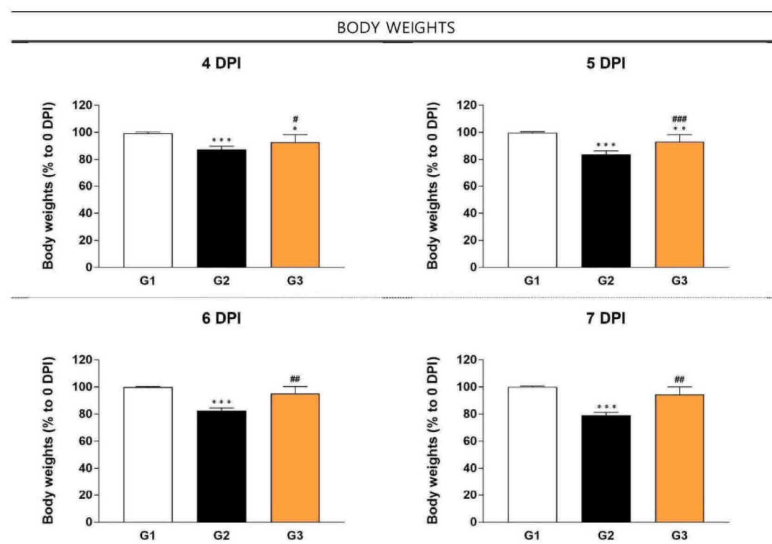 BODY WEIGHTS
4 DPI
Body weights (% to 0 DPI)
120
100
80
60
40
20
0
***
#
*
G1 G2 G3
5 DPI
Body weights (% to 0 DPI)
120
100
80
60
40
20
0
***
###
**
G1 G2 G3
6 DPI
Body weights (% to 0 DPI)
120
100
80
60
40
20
0
***
##
G1 G2 G3
7 DPI
Body weights (% to 0 DPI)
120
100
80
60
40
20
0
***
##
G1 G2 G3